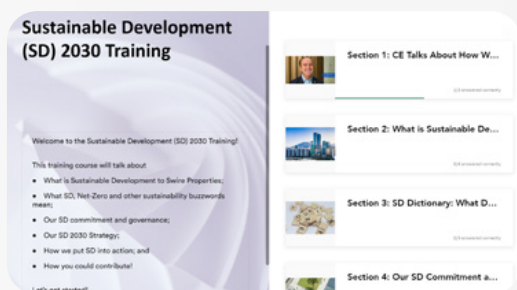 Sustainable Development
(SD) 2030 Training
Welcome to the Sustainable Development (SD) 2030 Training!
This training course will talk about
• What is Sustainable Development to Swire Properties;
• What SD, Net-Zero and other sustainability buzzwords
mean;
• Our SD commitment and governance;
• Our SD 2030 Strategy;
• How we put SD into action; and
• How you could contribute!
Let's get started!
Section 1: CE Talks About How W...
Section 2: What is Sustainable De...
Section 3: SD Dictionary: What D...
Section 4: Our SD Commitment a...